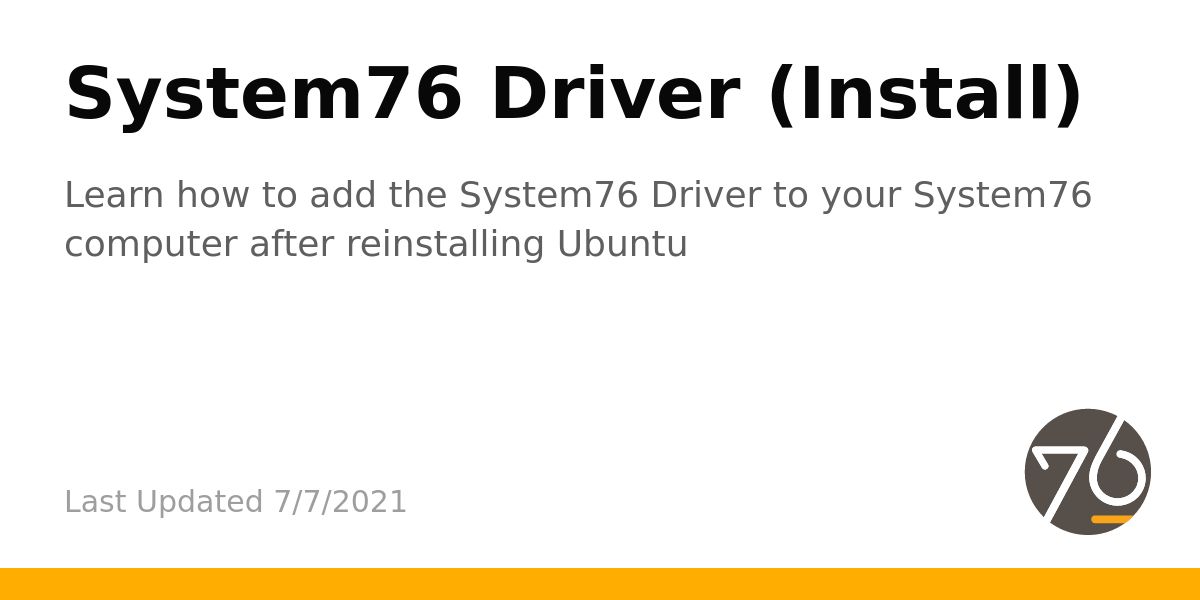 System76 Driver (Install)
Learn how to add the System76 Driver to your System76
computer after reinstalling Ubuntu
Last Updated 7/7/2021
76